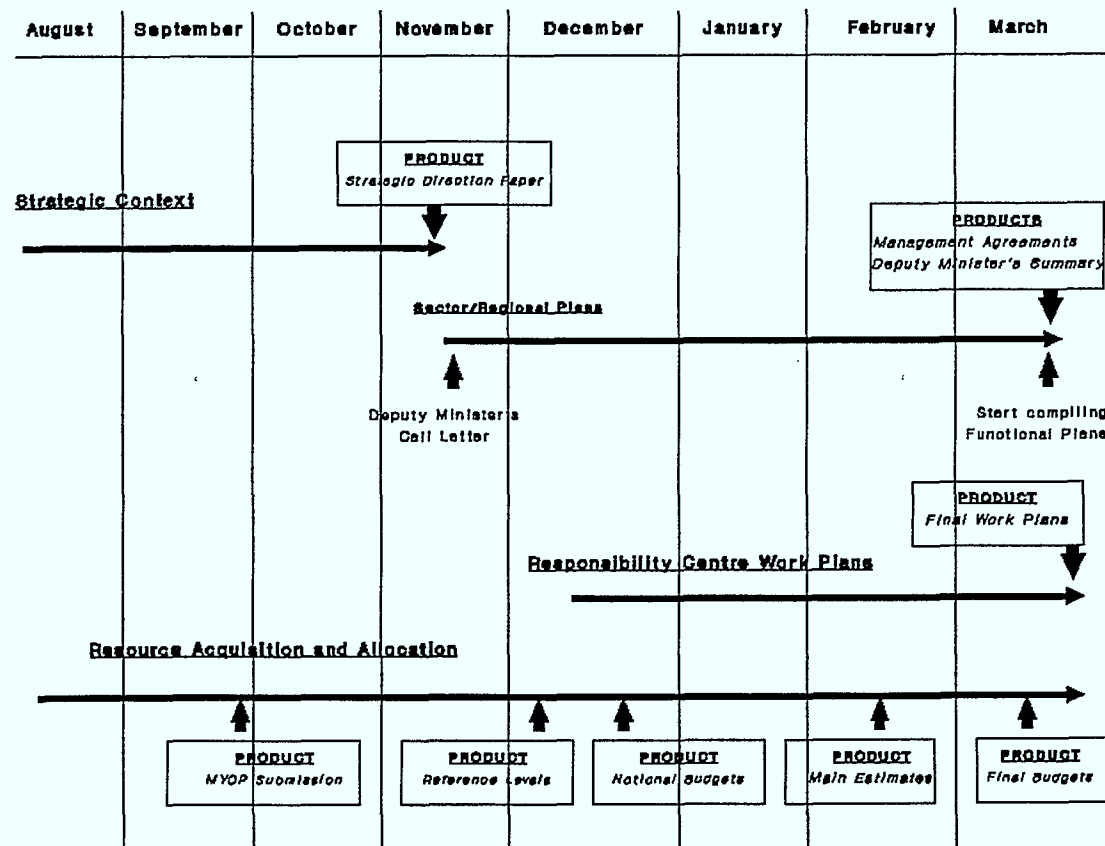 August September October November December January February March
PRODUCT
Strategic Direction Paper
Strategic Context
PRODUCTS
Management Agreements
Deputy Minister's Summary
Sector/Regional Plans
Deputy Minister's
Call Letter
Start compiling
Functional Plans
PRODUCT
Final Work Plans
Responsibility Centre Work Plans
Resource Acquisition and Allocation
PRODUCT
MYOP Submission
PRODUCT
Reference Levels
PRODUCT
National Budgets
PRODUCT
Main Estimates
PRODUCT
Final Budgets